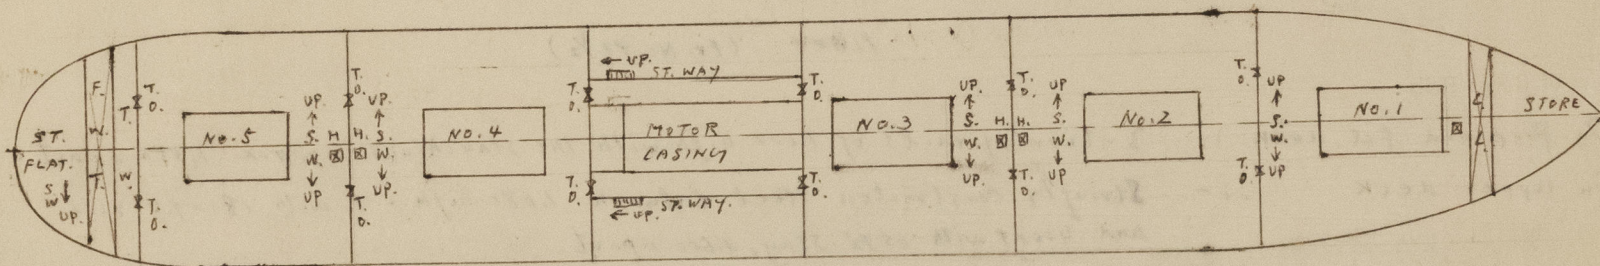 ST.
FLAT.
S
W
UP.
F.
W.
T.
T.
W.
T.
O.
T.
O.
NO.5
UP.
S.
W.
UP
H.
T.
O.
H.
T.
O.
UP.
S.
W.
UP.
NO.4
T.
O.
T.
O.
UP.
ST. WAY
MOTOR
CASING
UP.
ST. WAY.
T.
O.
T.
O.
NO.3
UP.
S.
W.
UP
H.
T.
O.
H.
T.
O.
UP
S.
W.
UP
NO.2
T.
O.
T.
O.
UP
S.
W.
UP
NO.1
STORE